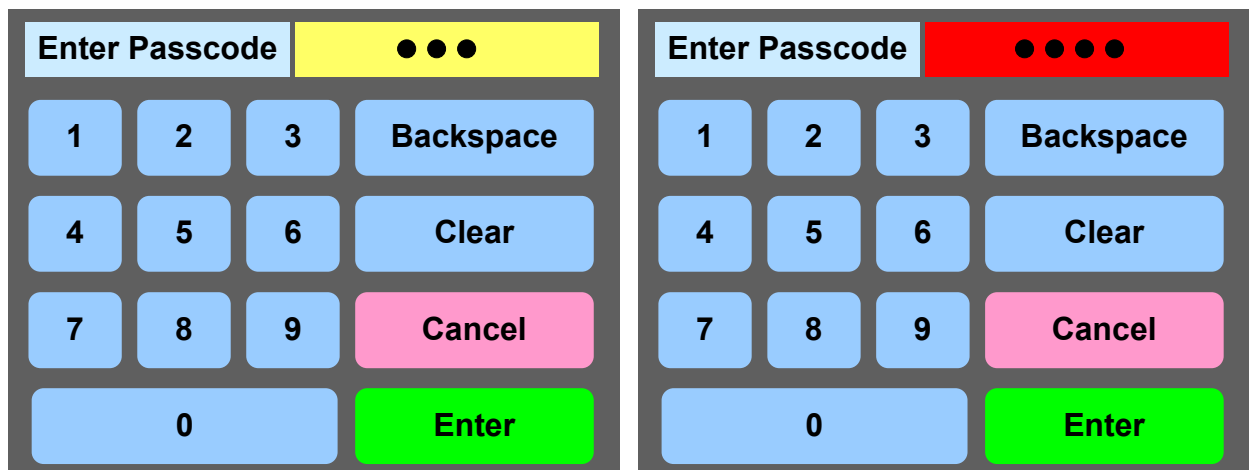 Enter Passcode ●●●
1 2 3 Backspace
4 5 6 Clear
7 8 9 Cancel
0 Enter
Enter Passcode ●●●●
1 2 3 Backspace
4 5 6 Clear
7 8 9 Cancel
0 Enter